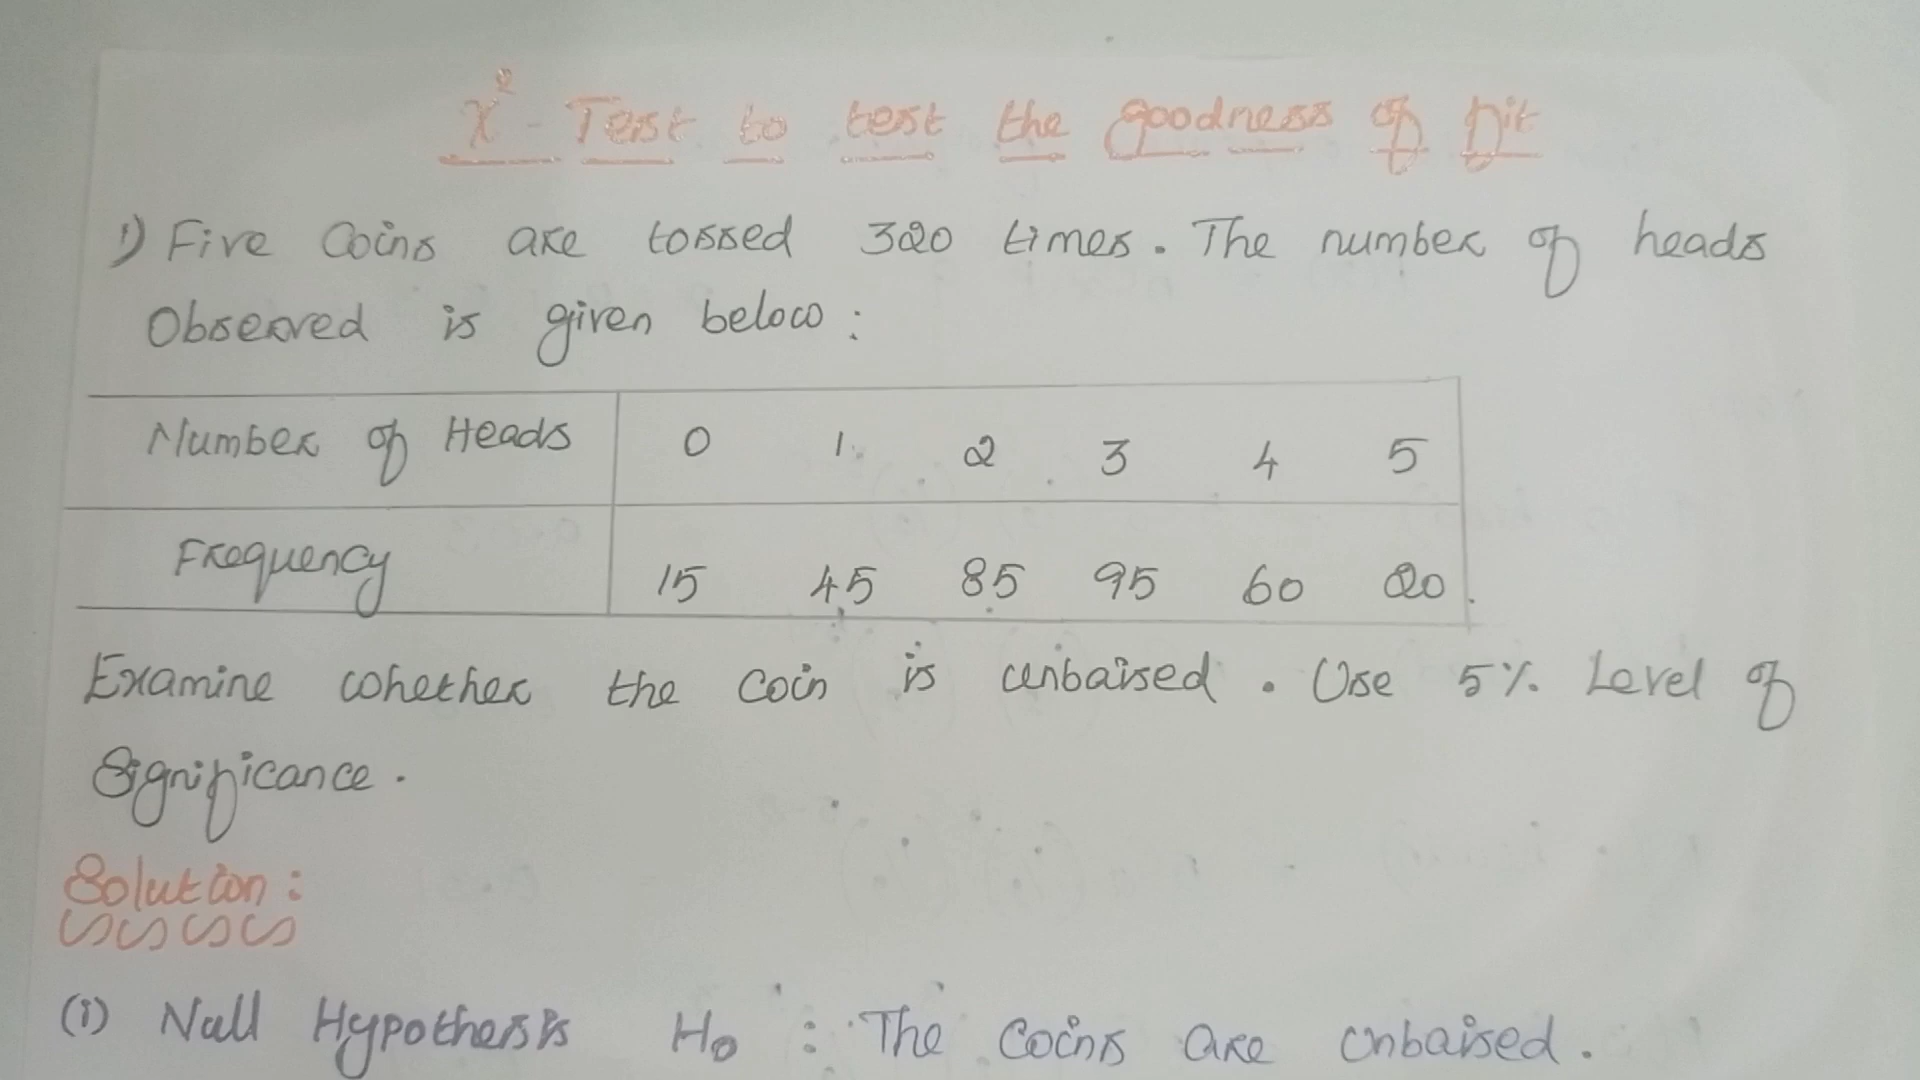 χ² - Test to test the goodness of fit
1) Five Coins are tossed 320 times. The number of heads
Observed is given below :
Number of Heads 0 1 2 3 4 5
Frequency 15 45 85 95 60 20
Examine whether the coin is unbaised. Use 5% Level of
Significance.
Solution :
(i) Null Hypothesis H₀ : The Coins are unbaised.